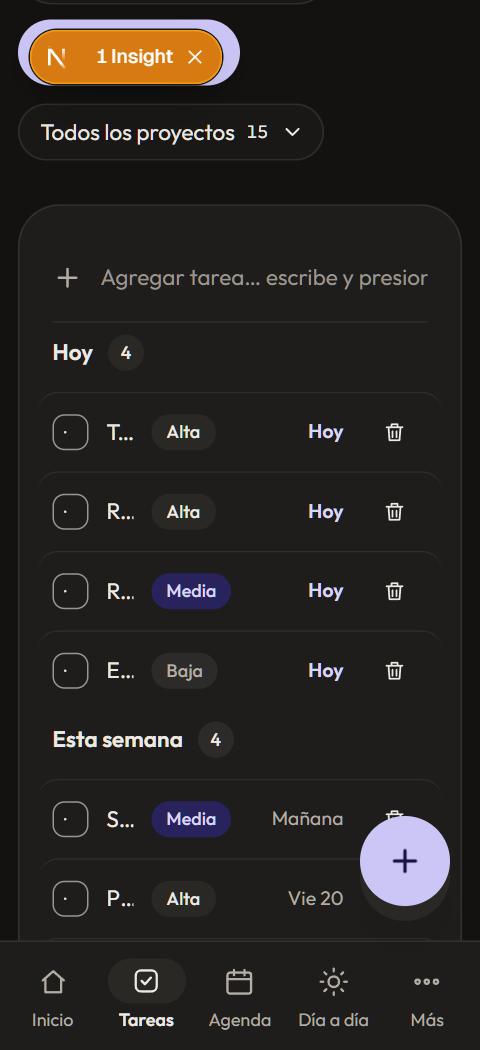 N 1 Insight
Todos los proyectos 15
Agregar tarea... escribe y presior
Hoy 4
T... Alta Hoy
R... Alta Hoy
R... Media Hoy
E... Baja Hoy
Esta semana 4
S... Media Mañana
P... Alta Vie 20
Inicio Tareas Agenda Día a día Más